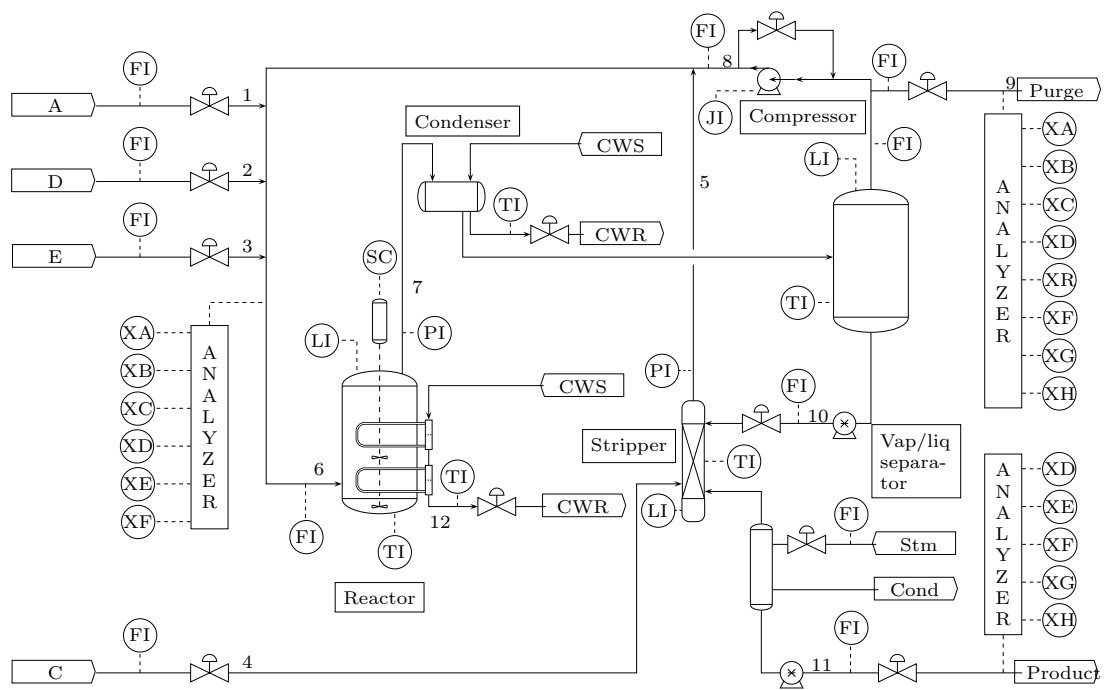 FI
8
FI
FI
9
A
1
Purge
JI
Compressor
Condenser
XA
FI
CWS
FI
LI
XB
D
2
5
A
N
A
L
Y
Z
E
R
XC
TI
FI
CWR
XD
E
3
SC
7
TI
XR
XF
XA
A
N
A
L
Y
Z
E
R
LI
PI
XG
XB
PI
FI
XH
CWS
XC
10
Stripper
Vap/liq
separa-
tor
XD
TI
A
N
A
L
Y
Z
E
R
XD
XE
6
TI
XE
XF
FI
12
CWR
LI
FI
XF
TI
Stm
XG
Reactor
Cond
XH
FI
FI
C
4
11
Product